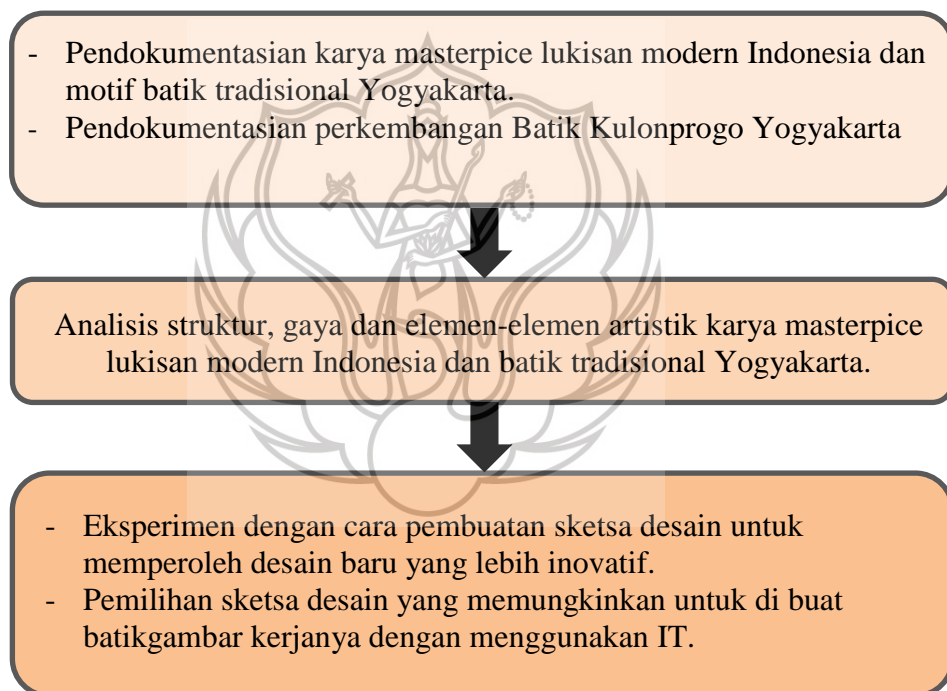 - Pendokumentasian karya masterpice lukisan modern Indonesia dan
motif batik tradisional Yogyakarta.
- Pendokumentasian perkembangan Batik Kulonprogo Yogyakarta
Analisis struktur, gaya dan elemen-elemen artistik karya masterpice
lukisan modern Indonesia dan batik tradisional Yogyakarta.
- Eksperimen dengan cara pembuatan sketsa desain untuk
memperoleh desain baru yang lebih inovatif.
- Pemilihan sketsa desain yang memungkinkan untuk di buat
batikgambar kerjanya dengan menggunakan IT.